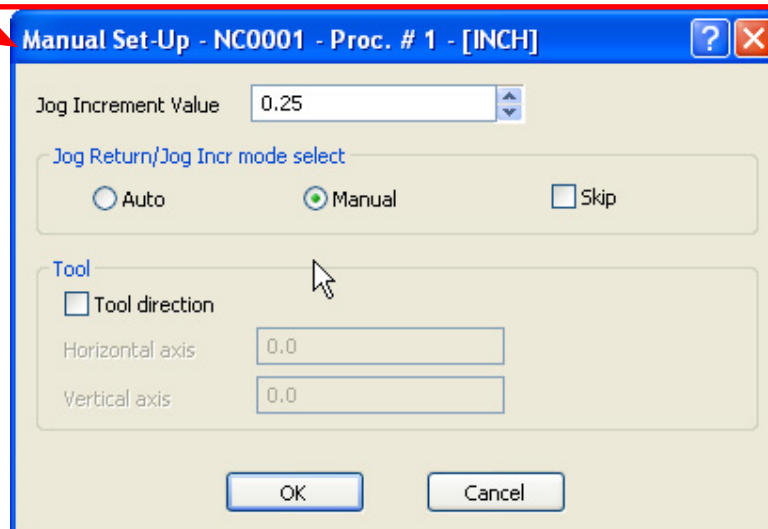 Manual Set-Up - NC0001 - Proc. # 1 - [INCH]
Jog Increment Value 0.25
Jog Return/Jog Incr mode select
Auto Manual Skip
Tool
Tool direction
Horizontal axis 0.0
Vertical axis 0.0
OK Cancel